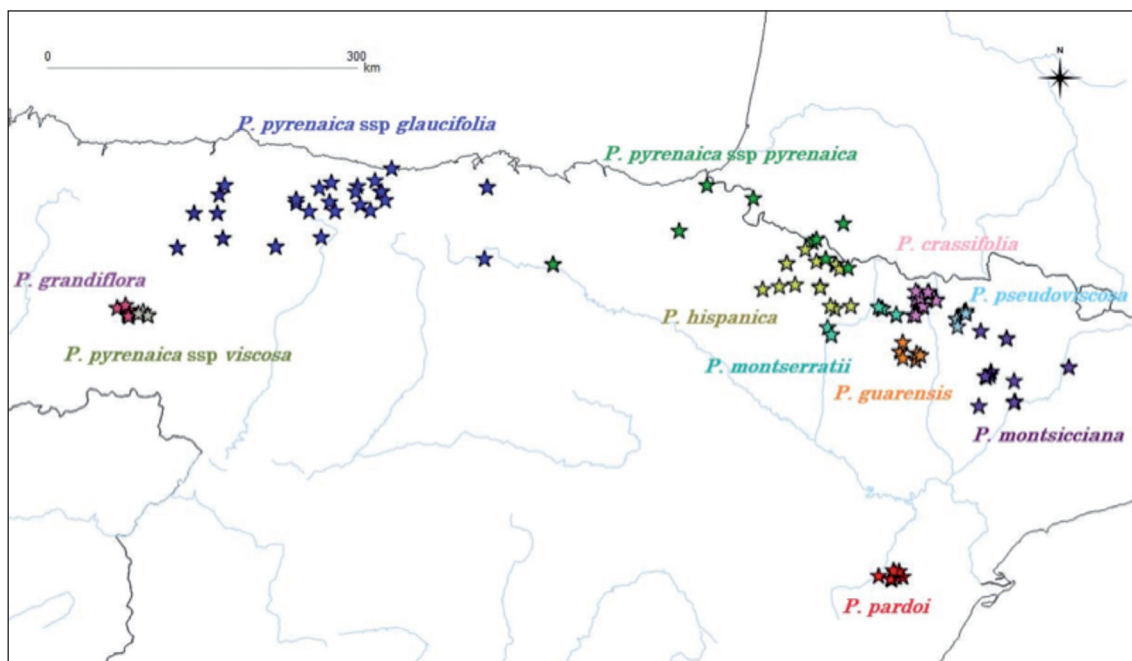 0 300
km
N
P. pyrenaica ssp glaucifolia
P. pyrenaica ssp pyrenaica
P. crassifolia
P. grandiflora
P. pseudoviscosa
P. hispanica
P. pyrenaica ssp viscosa
P. montserratii
P. guarensis
P. montsicciana
P. pardoi